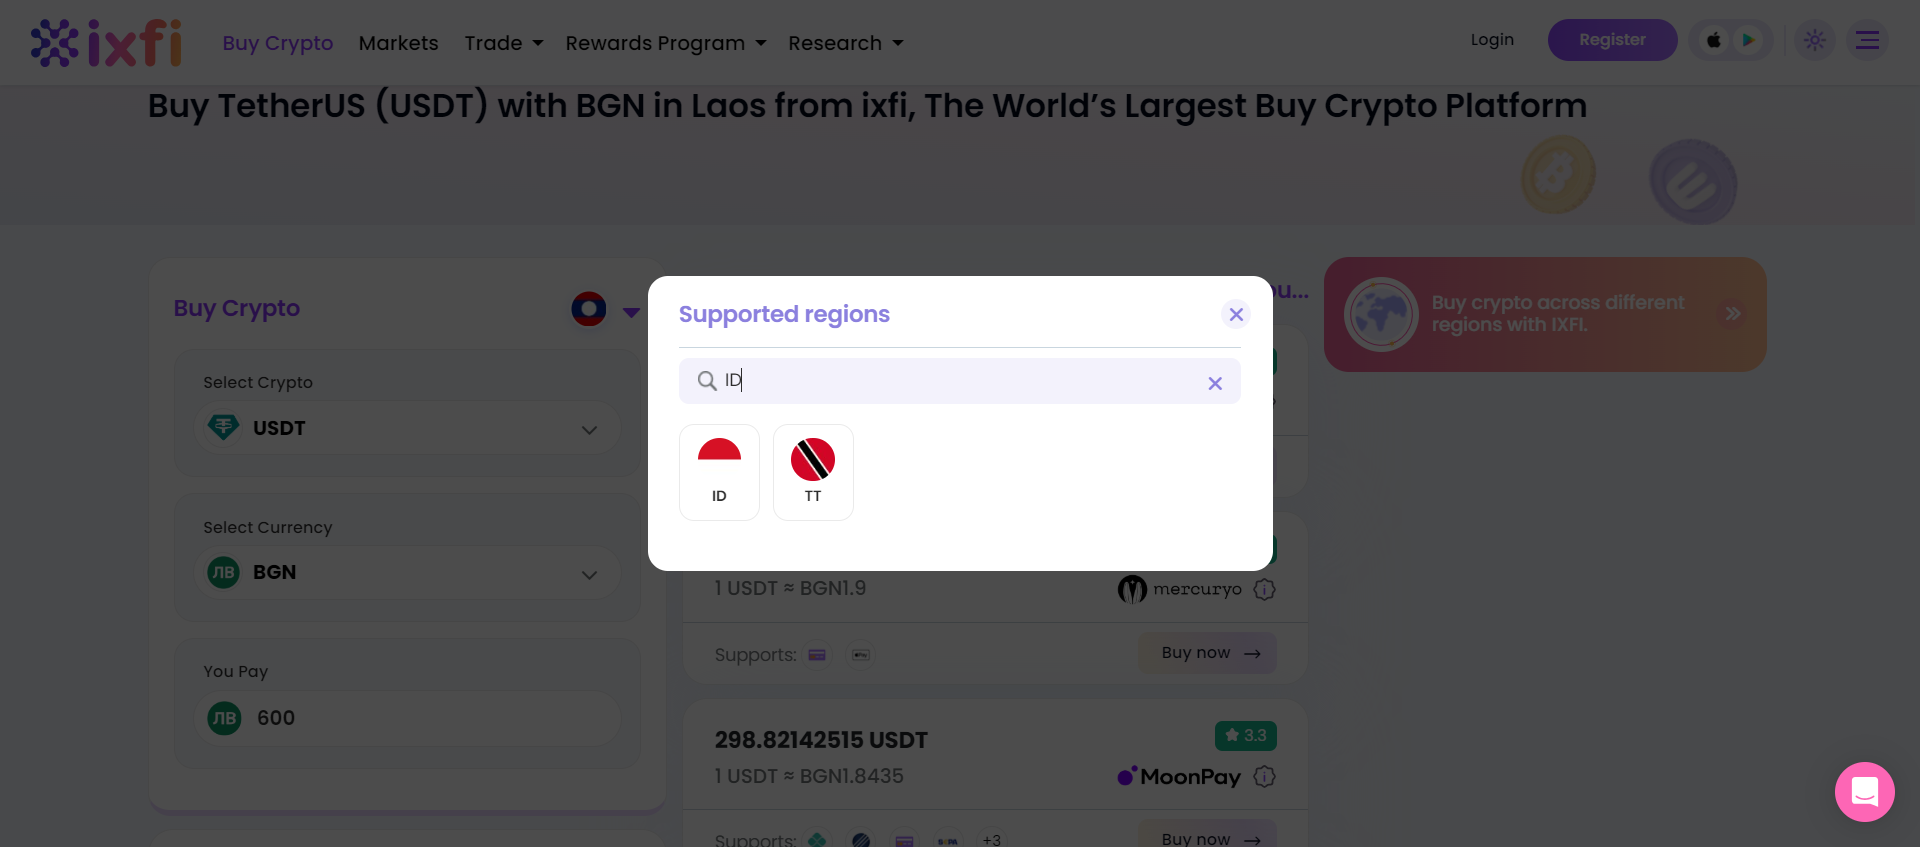 ixfi
Buy Crypto
Markets
Trade
Rewards Program
Research
Login
Register
Buy TetherUS (USDT) with BGN in Laos from ixfi, The World's Largest Buy Crypto Platform
Buy Crypto
Select Crypto
USDT
Select Currency
ЛВ BGN
You Pay
ЛВ 600
Supported regions
ID
ID
TT
1 USDT ≈ BGN1.9
mercuryo
Supports:
Buy now
298.82142515 USDT
3.3
1 USDT ≈ BGN1.8435
MoonPay
Supports:
+3
Buy now
Buy crypto across different
regions with IXFI.